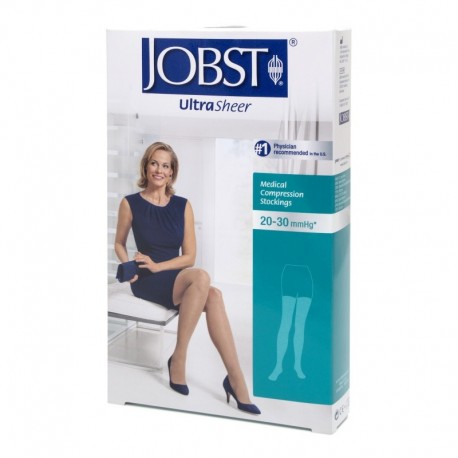 JOBST®
UltraSheer
#1 Physician
recommended in the U.S.
Medical
Compression
Stockings
20-30 mmHg*